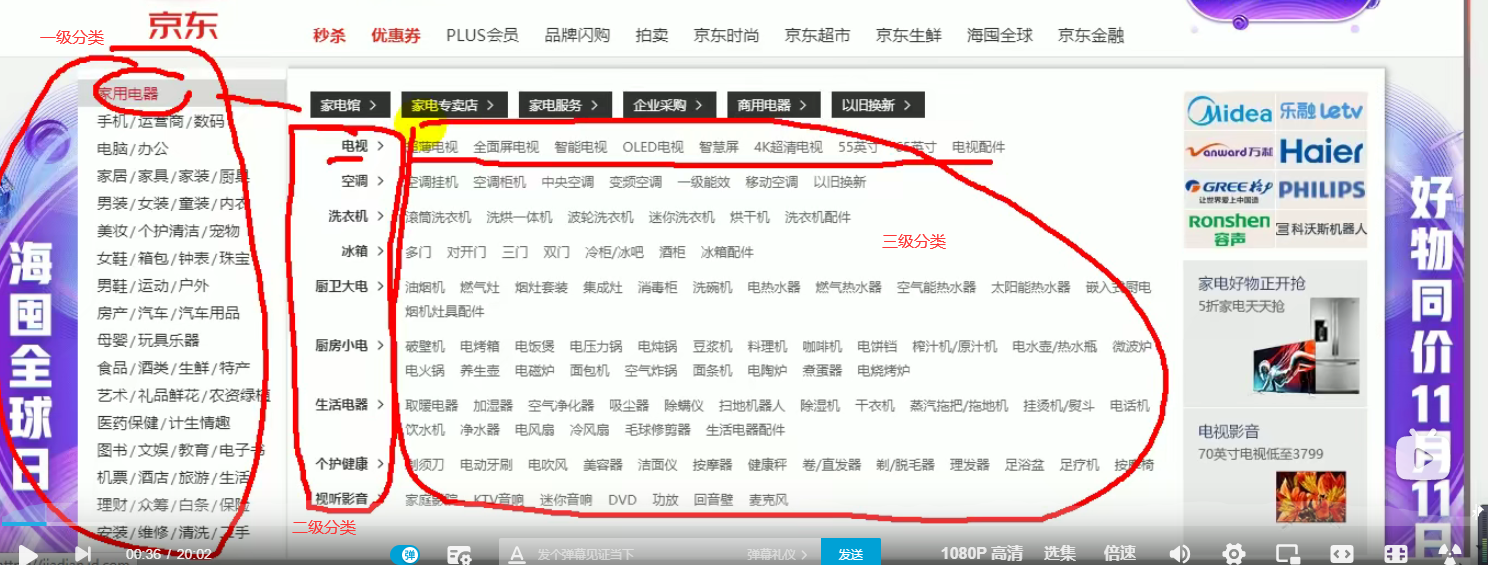 一级分类
京东
秒杀 优惠券 PLUS会员 品牌闪购 拍卖 京东时尚 京东超市 京东生鲜 海囤全球 京东金融
家用电器
手机/运营商/数码
电脑/办公
家居/家具/家装/厨具
男装/女装/童装/内衣
美妆/个护清洁/宠物
女鞋/箱包/钟表/珠宝
男鞋/运动/户外
房产/汽车/汽车用品
母婴/玩具乐器
食品/酒类/生鲜/特产
艺术/礼品鲜花/农资绿植
医药保健/计生情趣
图书/文娱/教育/电子书
机票/酒店/旅游/生活
理财/众筹/白条/保险
安装/维修/清洗/二手
家电馆 > 家电专卖店 > 家电服务 > 企业采购 > 商用电器 > 以旧换新 >
电视 > 超薄电视 全面屏电视 智能电视 OLED电视 智慧屏 4K超清电视 55英寸 65英寸 电视配件
空调 > 空调挂机 空调柜机 中央空调 变频空调 一级能效 移动空调 以旧换新
洗衣机 > 滚筒洗衣机 洗烘一体机 波轮洗衣机 迷你洗衣机 烘干机 洗衣机配件
三级分类
冰箱 > 多门 对开门 三门 双门 冷柜/冰吧 酒柜 冰箱配件
厨卫大电 > 油烟机 燃气灶 烟灶套装 集成灶 消毒柜 洗碗机 电热水器 燃气热水器 空气能热水器 太阳能热水器 嵌入式厨电
烟机灶具配件
厨房小电 > 破壁机 电烤箱 电饭煲 电压力锅 电炖锅 豆浆机 料理机 咖啡机 电饼铛 榨汁机/原汁机 电水壶/热水瓶 微波炉
电火锅 养生壶 电磁炉 面包机 空气炸锅 面条机 电陶炉 煮蛋器 电烧烤炉
生活电器 > 取暖电器 加湿器 空气净化器 吸尘器 除螨仪 扫地机器人 除湿机 干衣机 蒸汽拖把/拖地机 挂烫机/熨斗 电话机
饮水机 净水器 电风扇 冷风扇 毛球修剪器 生活电器配件
个护健康 > 剃须刀 电动牙刷 电吹风 美容器 洁面仪 按摩器 健康秤 卷/直发器 剃/脱毛器 理发器 足浴盆 足疗机 按摩椅
视听影音 > 家庭影院 KTV音响 迷你音响 DVD 功放 回音壁 麦克风
二级分类
Midea 乐融Letv
Vanward万和 Haier
GREE格力 PHILIPS
让世界爱上中国造
Ronshen
容声 科沃斯机器人
家电好物正开抢
5折家电天天抢
电视影音
70英寸电视低至3799
海囤全球日
好物同价11月11日
00:36 / 20:02
弹
发个弹幕见证当下 弹幕礼仪 > 发送
1080P 高清 选集 倍速